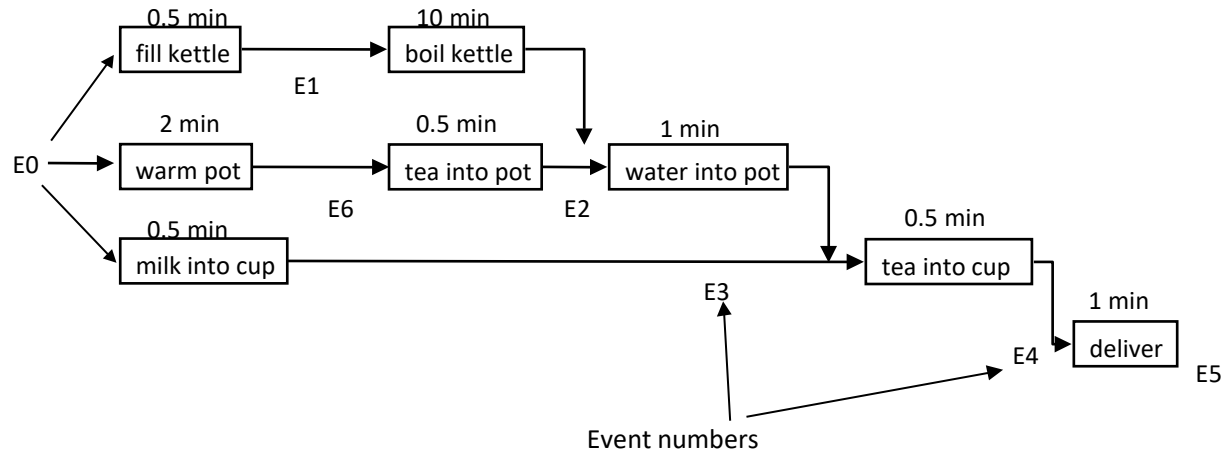 0.5 min
10 min
fill kettle
boil kettle
E1
2 min
0.5 min
1 min
E0
warm pot
tea into pot
water into pot
E6
E2
0.5 min
0.5 min
milk into cup
tea into cup
E3
1 min
E4
deliver
E5
Event numbers